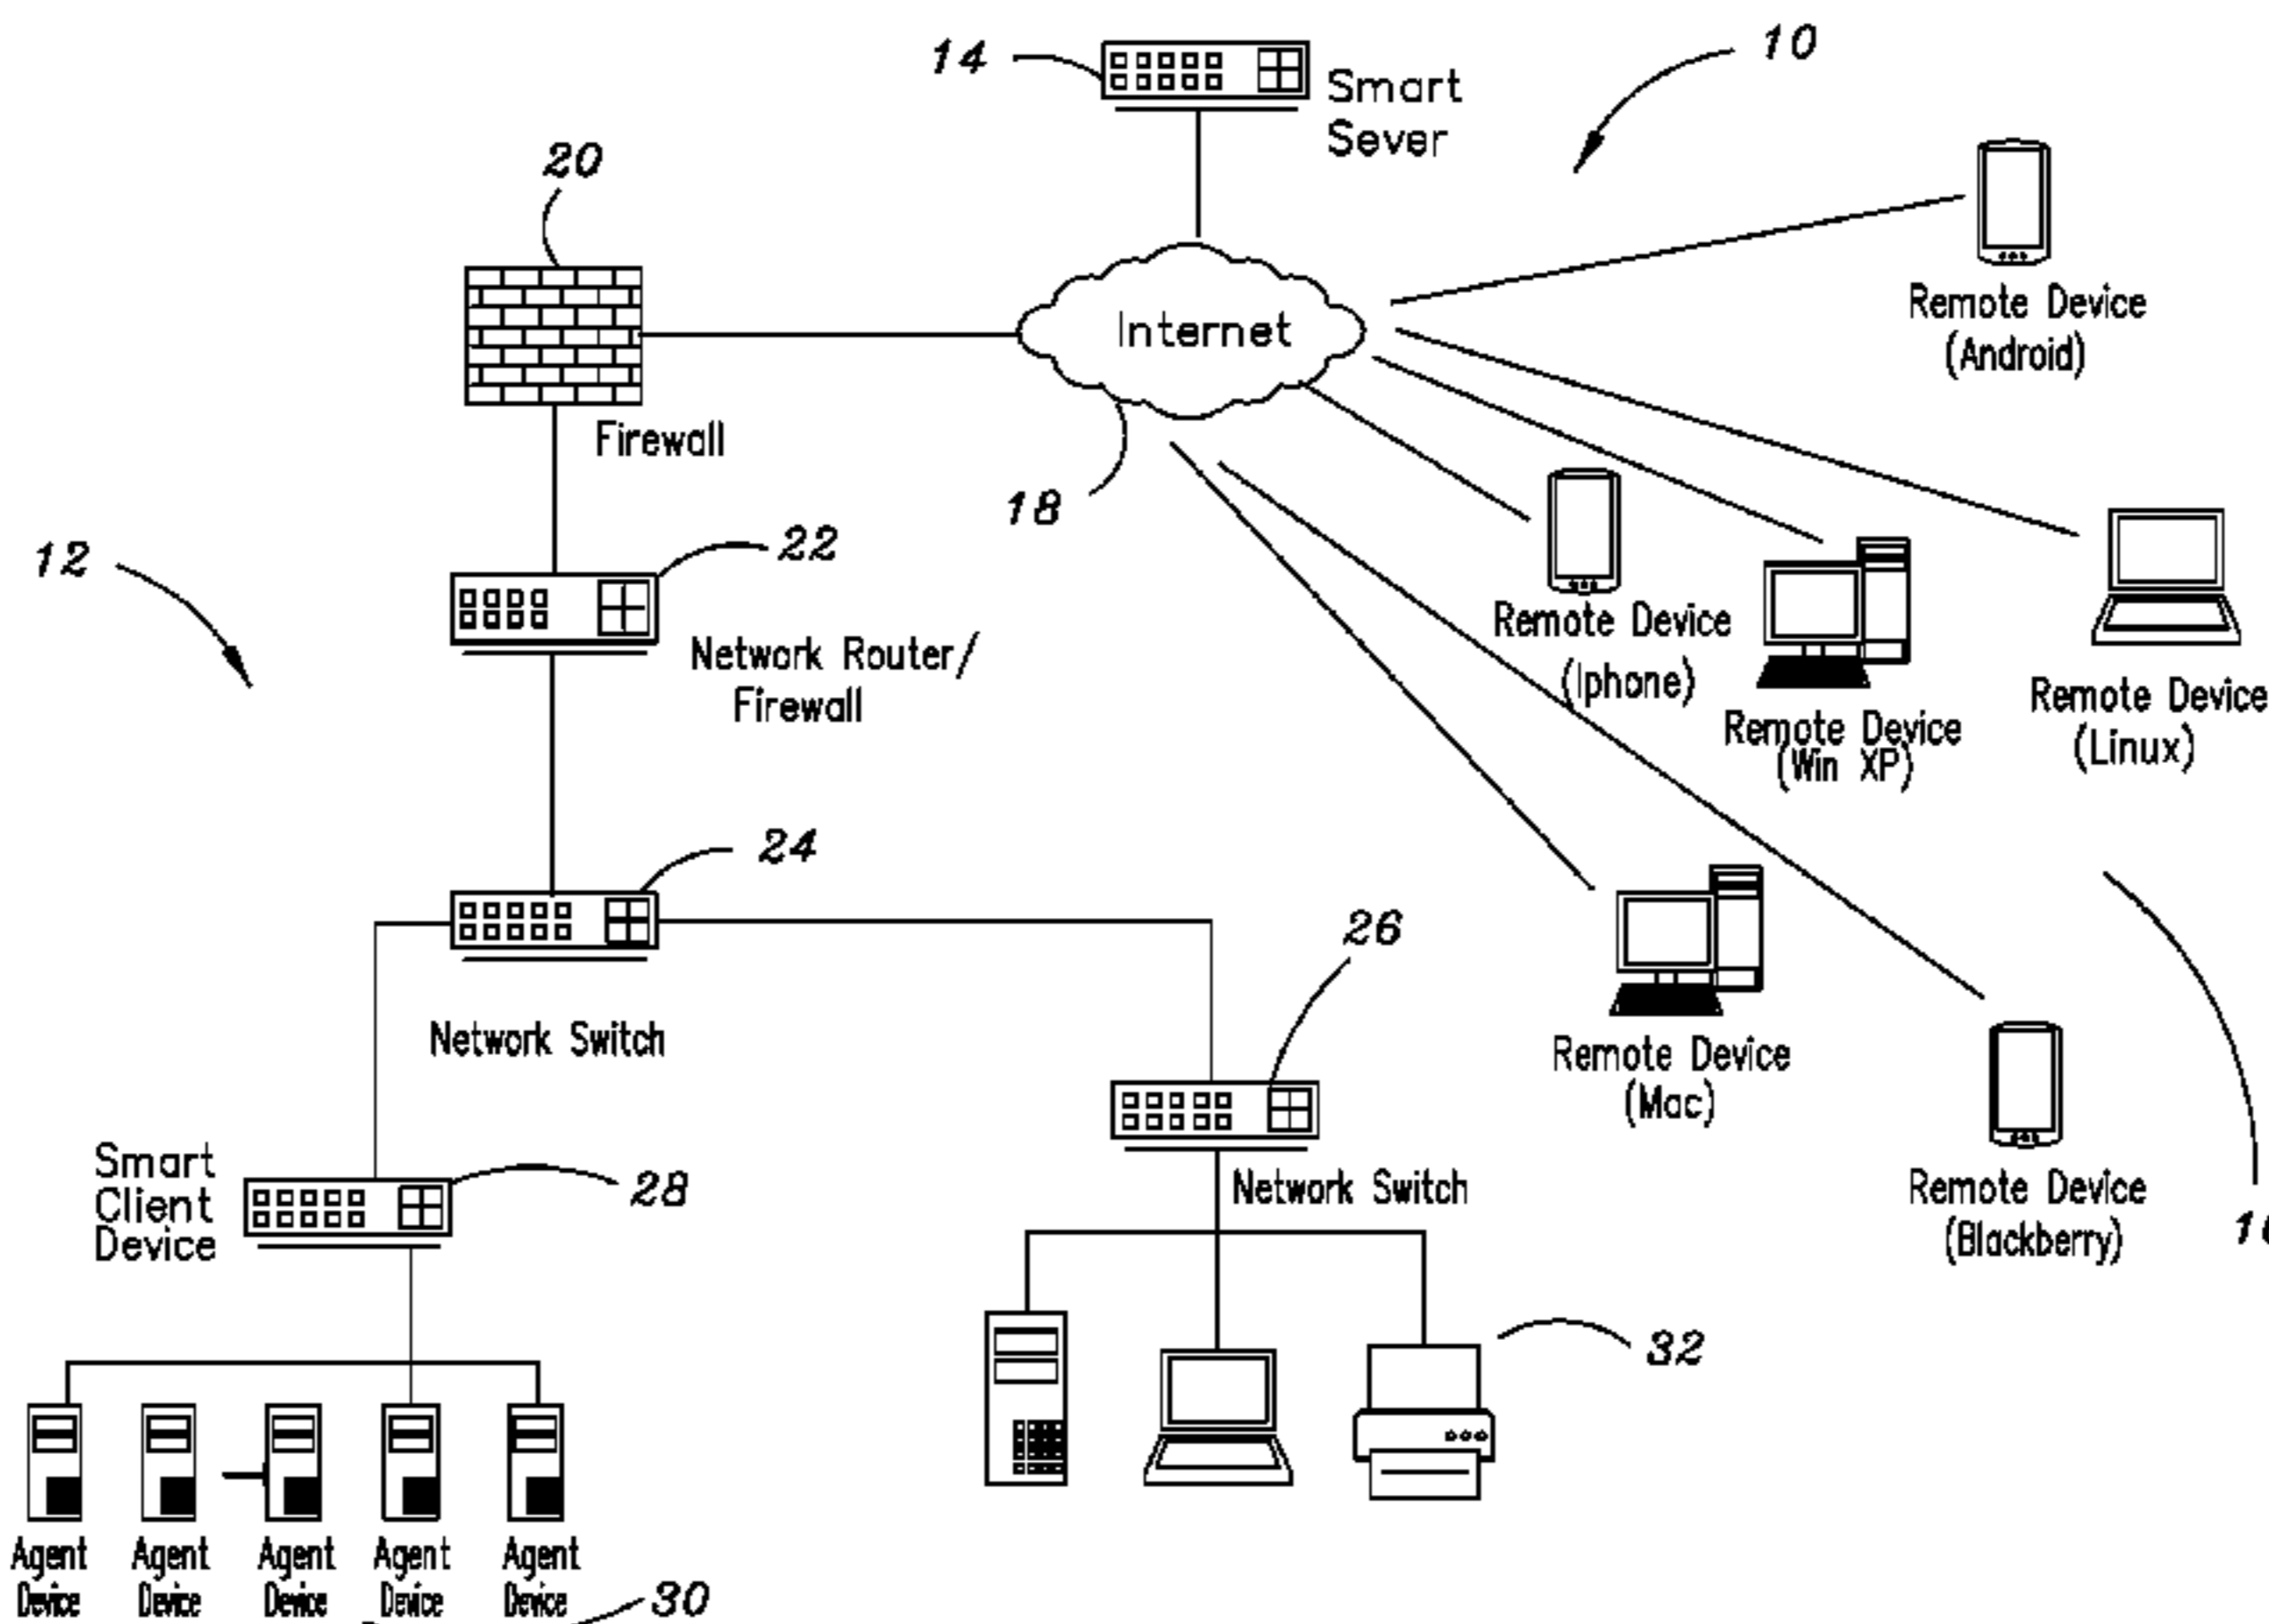 14
10
Smart
Sever
20
Internet
Remote Device
(Android)
Firewall
18
22
12
Network Router/
Firewall
Remote Device
(Iphone)
Remote Device
(Win XP)
Remote Device
(Linux)
24
26
Network Switch
Remote Device
(Mac)
Smart
Client
Device
28
Network Switch
Remote Device
(Blackberry)
32
Agent
Device
Agent
Device
Agent
Device
Agent
Device
Agent
Device
30